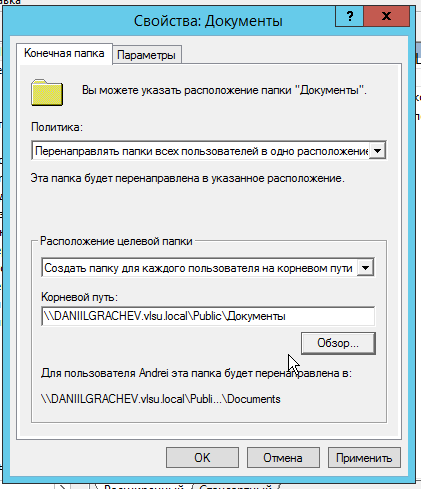 Свойства: Документы
?
x
Конечная папка
Параметры
Вы можете указать расположение папки "Документы".
Политика:
Перенаправлять папки всех пользователей в одно расположение
Эта папка будет перенаправлена в указанное расположение.
Расположение целевой папки
Создать папку для каждого пользователя на корневом пути
Корневой путь:
\\DANIILGRACHEV.vlsu.local\Public\Документы
Обзор...
Для пользователя Andrei эта папка будет перенаправлена в:
\\DANIILGRACHEV.vlsu.local\Publi...\Documents
OK
Отмена
Применить